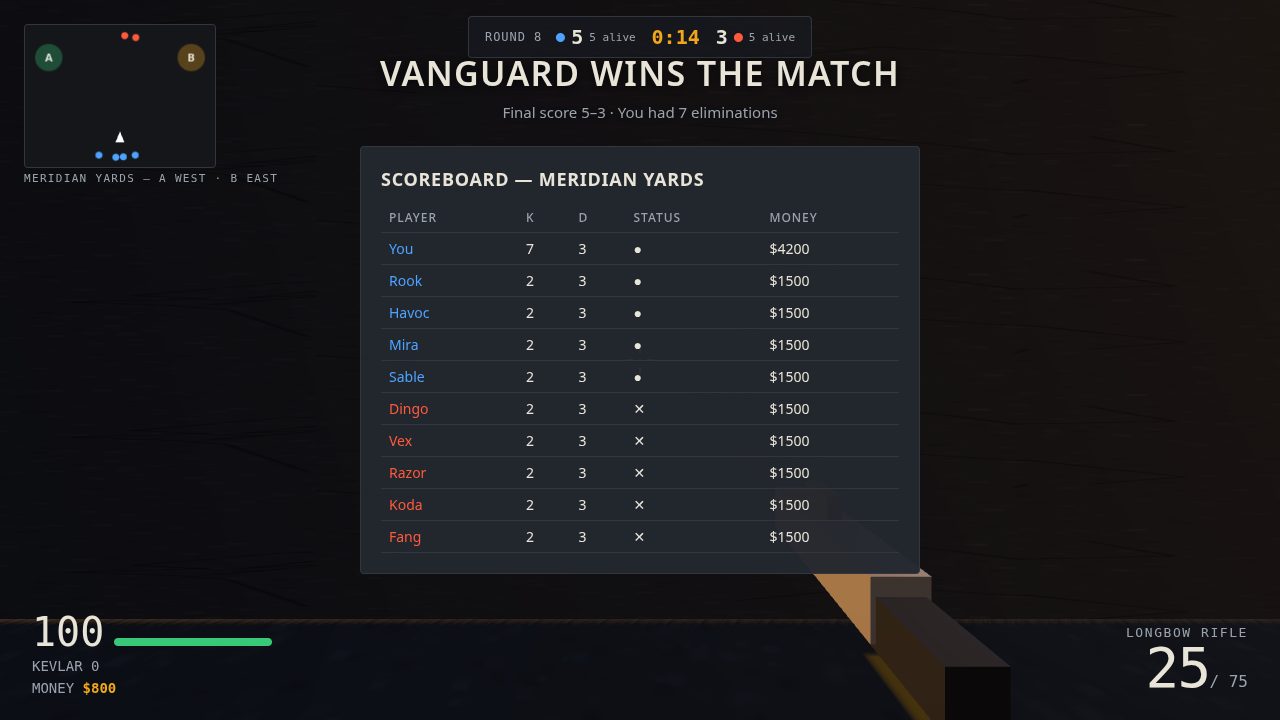 ROUND 8 5 5 alive 0:14 3 5 alive
A B
VANGUARD WINS THE MATCH
Final score 5–3 · You had 7 eliminations
MERIDIAN YARDS — A WEST · B EAST
SCOREBOARD — MERIDIAN YARDS
PLAYER K D STATUS MONEY
You 7 3 ● $4200
Rook 2 3 ● $1500
Havoc 2 3 ● $1500
Mira 2 3 ● $1500
Sable 2 3 ● $1500
Dingo 2 3 ✕ $1500
Vex 2 3 ✕ $1500
Razor 2 3 ✕ $1500
Koda 2 3 ✕ $1500
Fang 2 3 ✕ $1500
100
KEVLAR 0
MONEY $800
LONGBOW RIFLE
25 / 75